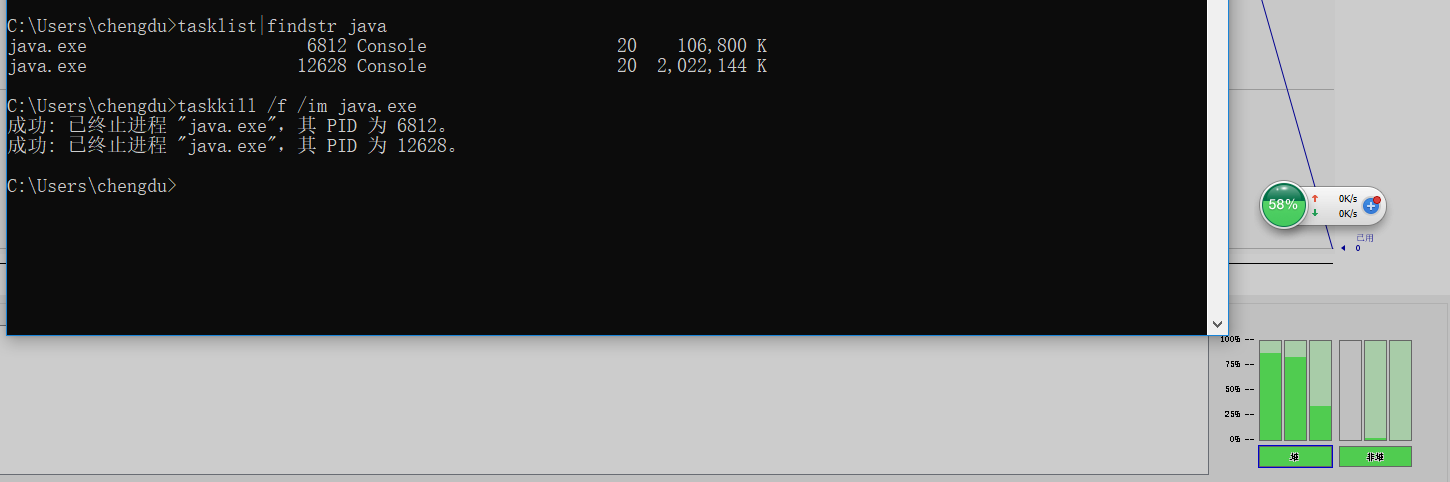 C:\Users\chengdu>tasklist|findstr java
java.exe 6812 Console 20 106,800 K
java.exe 12628 Console 20 2,022,144 K
C:\Users\chengdu>taskkill /f /im java.exe
成功: 已终止进程 "java.exe"，其 PID 为 6812。
成功: 已终止进程 "java.exe"，其 PID 为 12628。
C:\Users\chengdu>
58%
0K/s
0K/s
已用
0
100%
75%
50%
25%
0%
堆
非堆